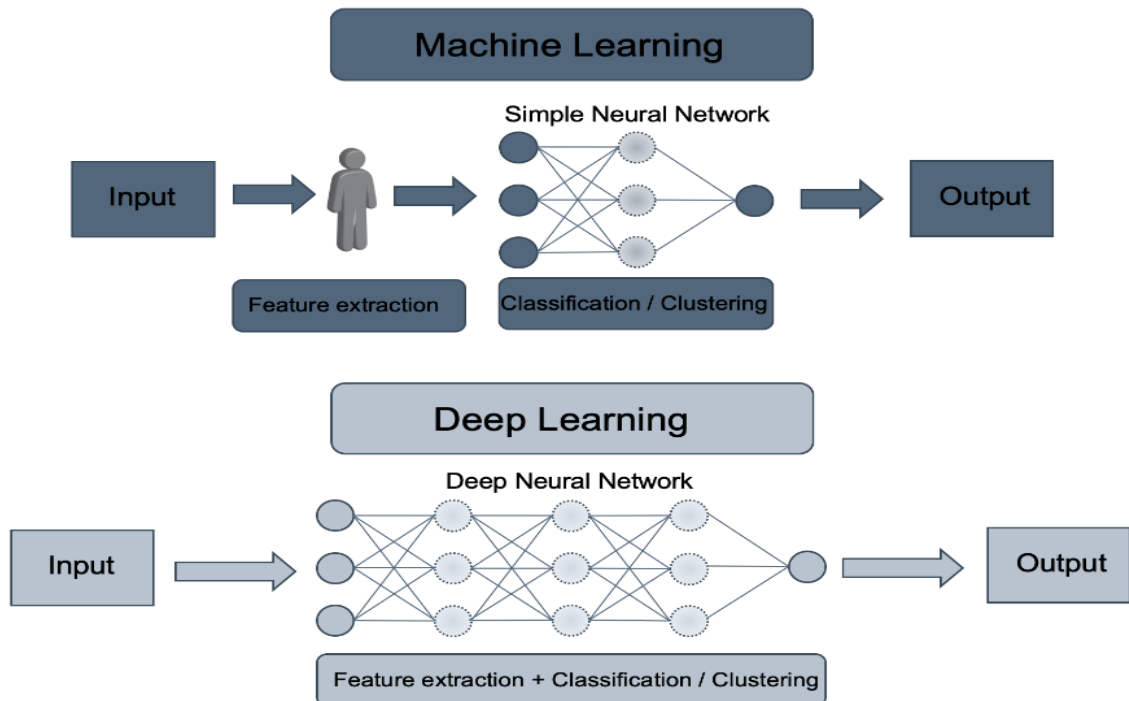 Machine Learning
Simple Neural Network
Input
Output
Feature extraction
Classification / Clustering
Deep Learning
Deep Neural Network
Input
Output
Feature extraction + Classification / Clustering